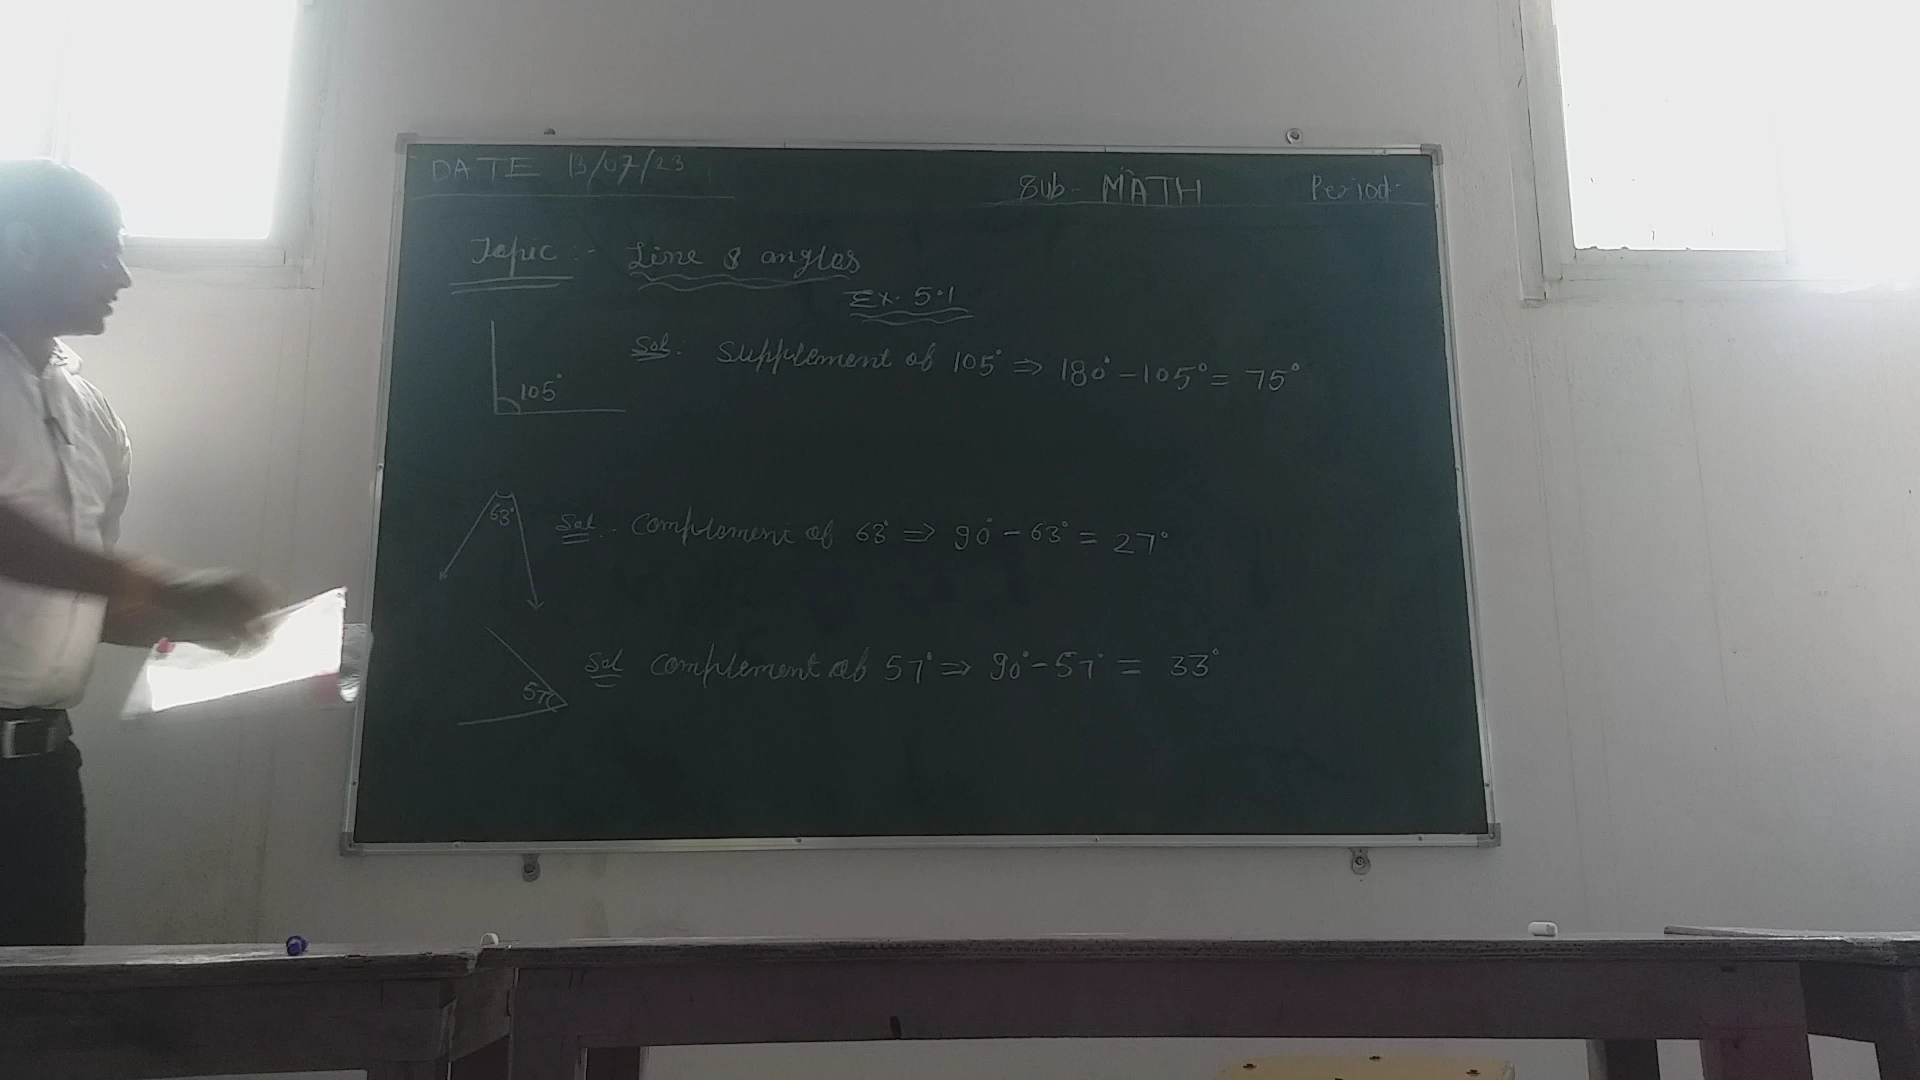 DATE 13/07/23
Sub- MATH
Period-
Topic :- Line & angles
Ex. 5.1
105°
Sol. Supplement of 105° ⇒ 180° - 105° = 75°
63°
Sol. Complement of 63° ⇒ 90° - 63° = 27°
57°
Sol Complement of 57° ⇒ 90° - 57° = 33°